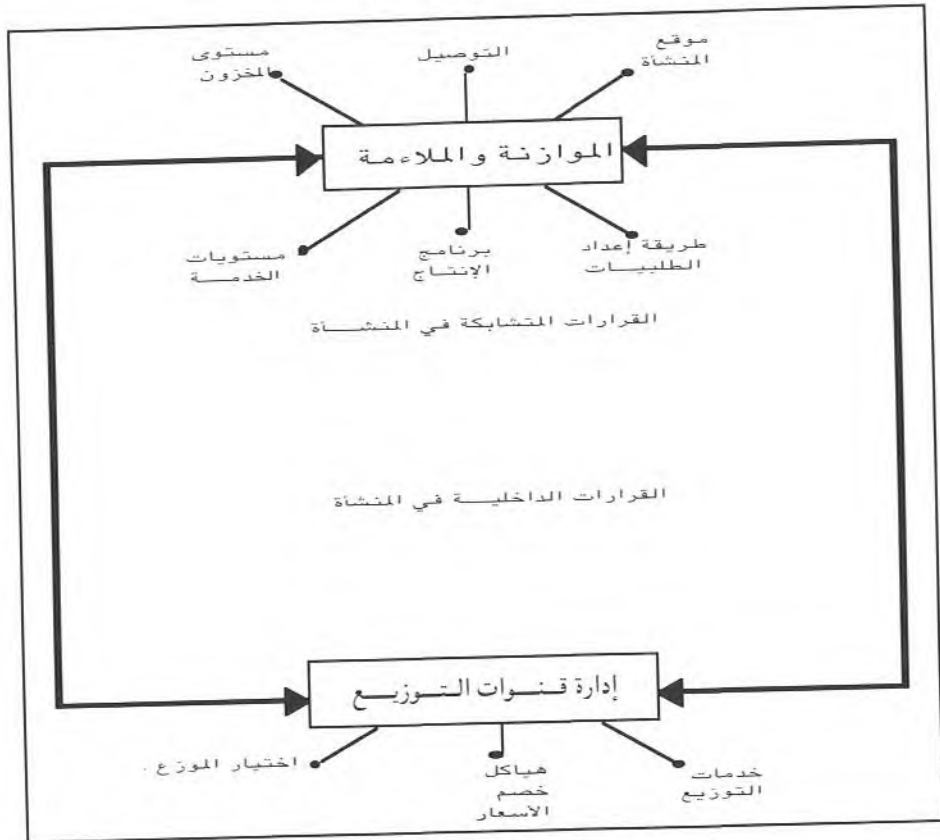 موقع
المنشأة
التوصيل
مستوى
المخزون
الموازنة والملاءمة
طريقة إعداد
الطلبيات
برنامج
الإنتاج
مستويات
الخدمة
القرارات المتشابكة في المنشأة
القرارات الداخلية في المنشأة
إدارة قنوات التوزيع
خدمات
التوزيع
هياكل
خصم
الأسعار
اختيار الموزع .